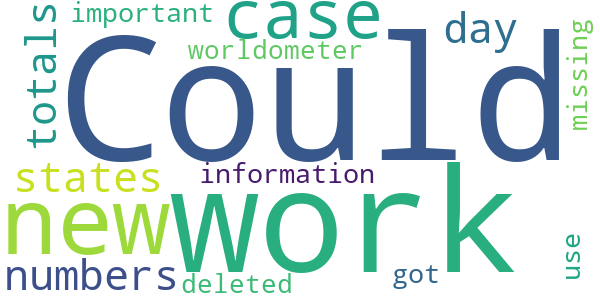 important
case
day
totals
worldometer
Could
missing
states
information
new
work
numbers
deleted
got
use